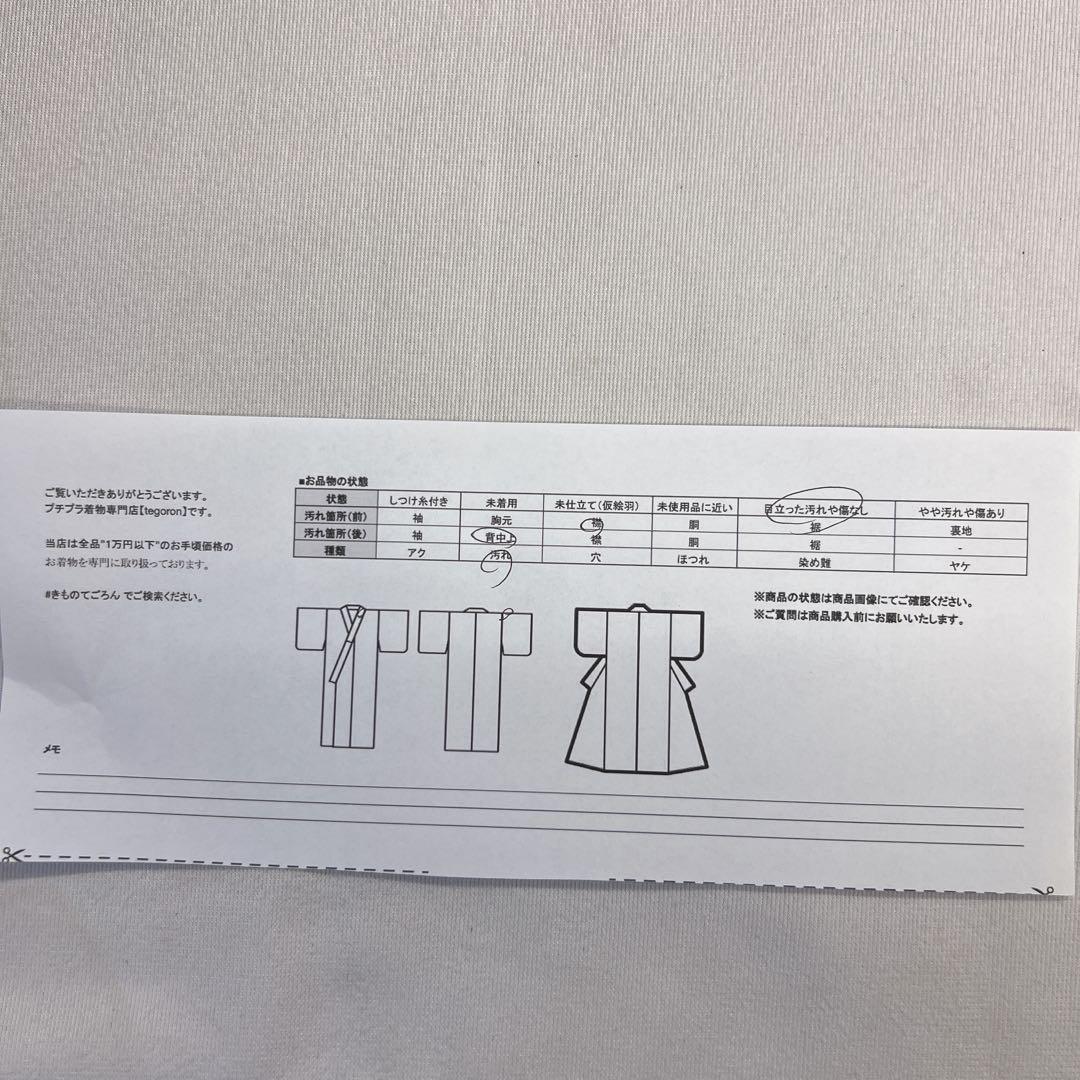 ご覧いただきありがとうございます。
プチプラ着物専門店【tegoron】です。
当店は全品"1万円以下"のお手頃価格の
お着物を専門に取り扱っております。
#きものてごろん でご検索ください。
■お品物の状態
状態 しつけ糸付き 未着用 未仕立て(仮絵羽) 未使用品に近い 目立った汚れや傷なし やや汚れや傷あり
汚れ箇所(前) 袖 胸元 襟 胴 裾 裏地
汚れ箇所(後) 袖 背中上 襟 胴 裾 -
種類 アク 汚れ 穴 ほつれ 染め難 ヤケ
※商品の状態は商品画像にてご確認ください。
※ご質問は商品購入前にお願いいたします。
メモ